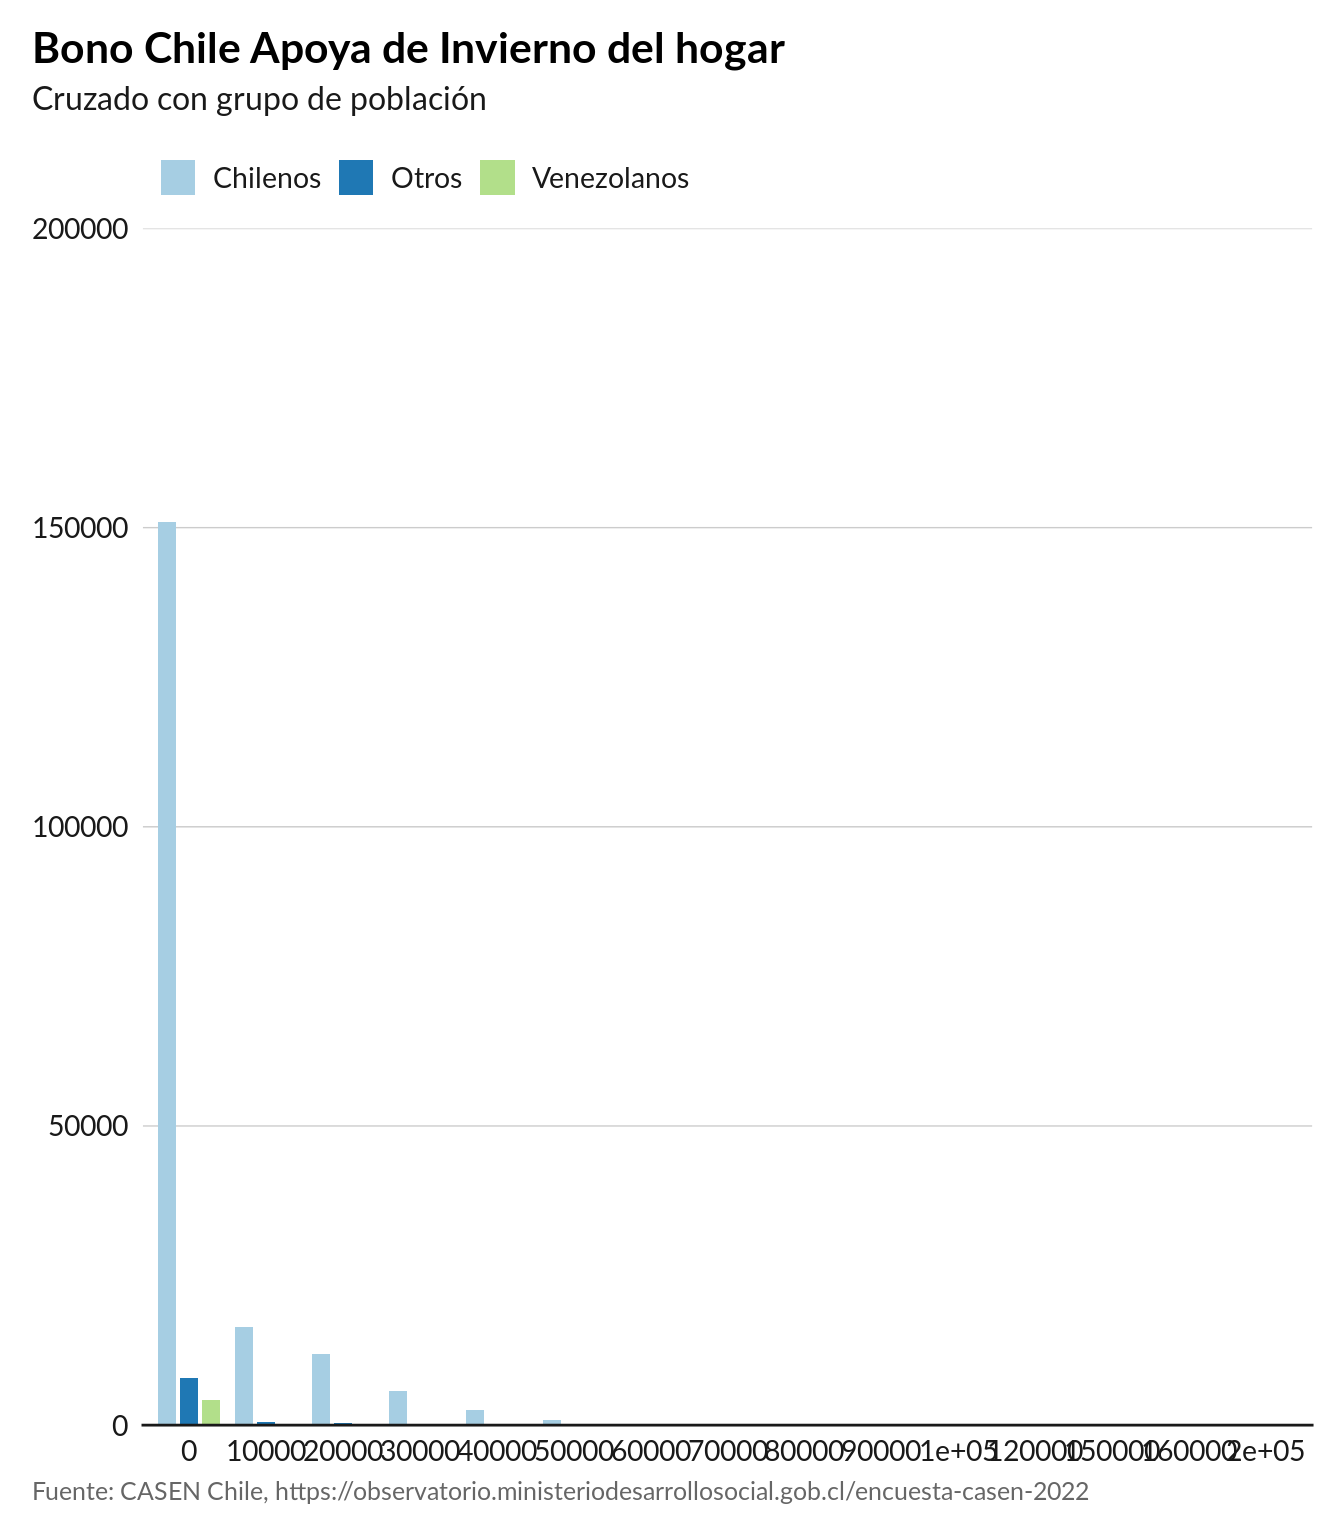 Bono Chile Apoya de Invierno del hogar
Cruzado con grupo de población
Chilenos Otros Venezolanos
200000
150000
100000
50000
0
0 10000 20000 30000 40000 50000 60000 70000 80000 90000 1e+05 120000 150000 160000 2e+05
Fuente: CASEN Chile, https://observatorio.ministeriodesarrollosocial.gob.cl/encuesta-casen-2022